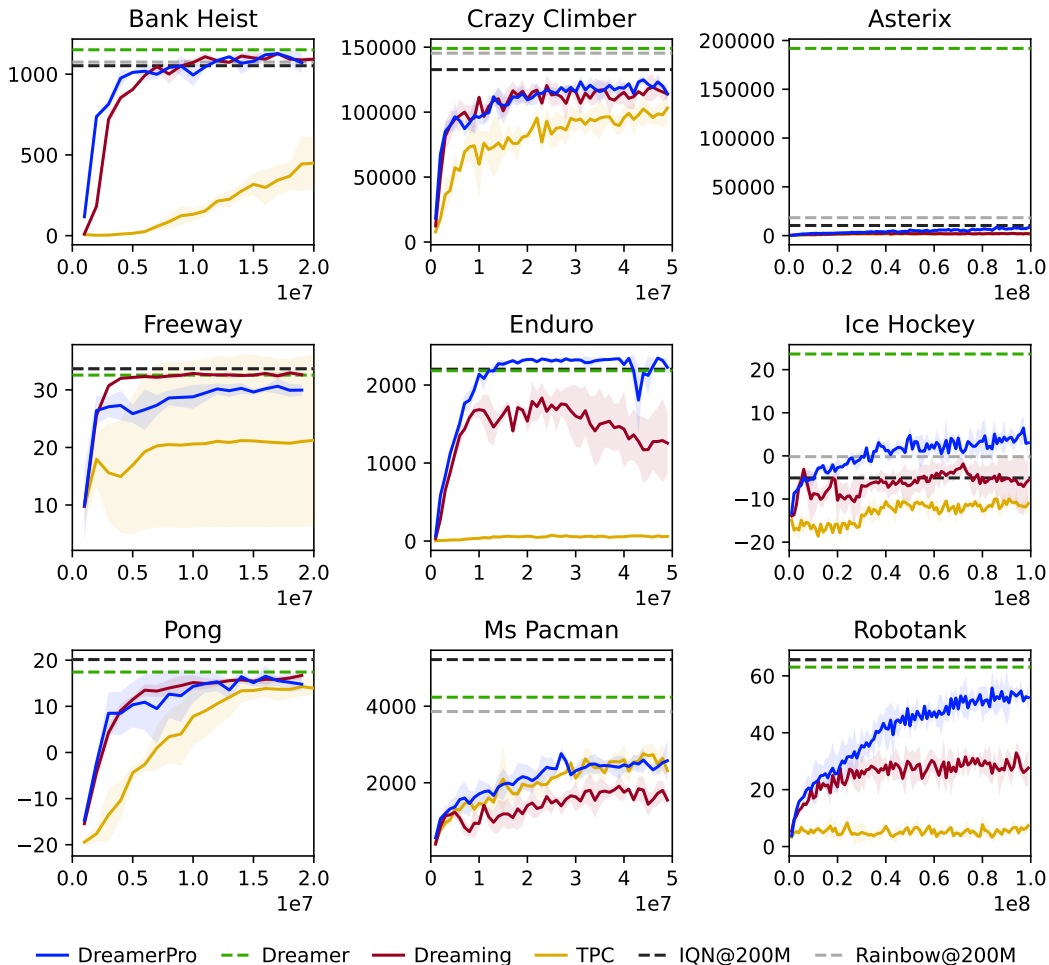 Bank Heist Crazy Climber Asterix
1000
500
0
0.0 0.5 1.0 1.5 2.0
1e7
150000
100000
50000
0
0 1 2 3 4 5
1e7
200000
175000
150000
125000
100000
75000
50000
25000
0
0.0 0.2 0.4 0.6 0.8 1.0
1e8
Freeway Enduro Ice Hockey
30
20
10
0.0 0.5 1.0 1.5 2.0
1e7
2000
1000
0
0 1 2 3 4 5
1e7
20
10
0
−10
−20
0.0 0.2 0.4 0.6 0.8 1.0
1e8
Pong Ms Pacman Robotank
20
10
0
−10
−20
0.0 0.5 1.0 1.5 2.0
1e7
4000
2000
0 1 2 3 4 5
1e7
60
40
20
0
0.0 0.2 0.4 0.6 0.8 1.0
1e8
DreamerPro Dreamer Dreaming TPC IQN@200M Rainbow@200M